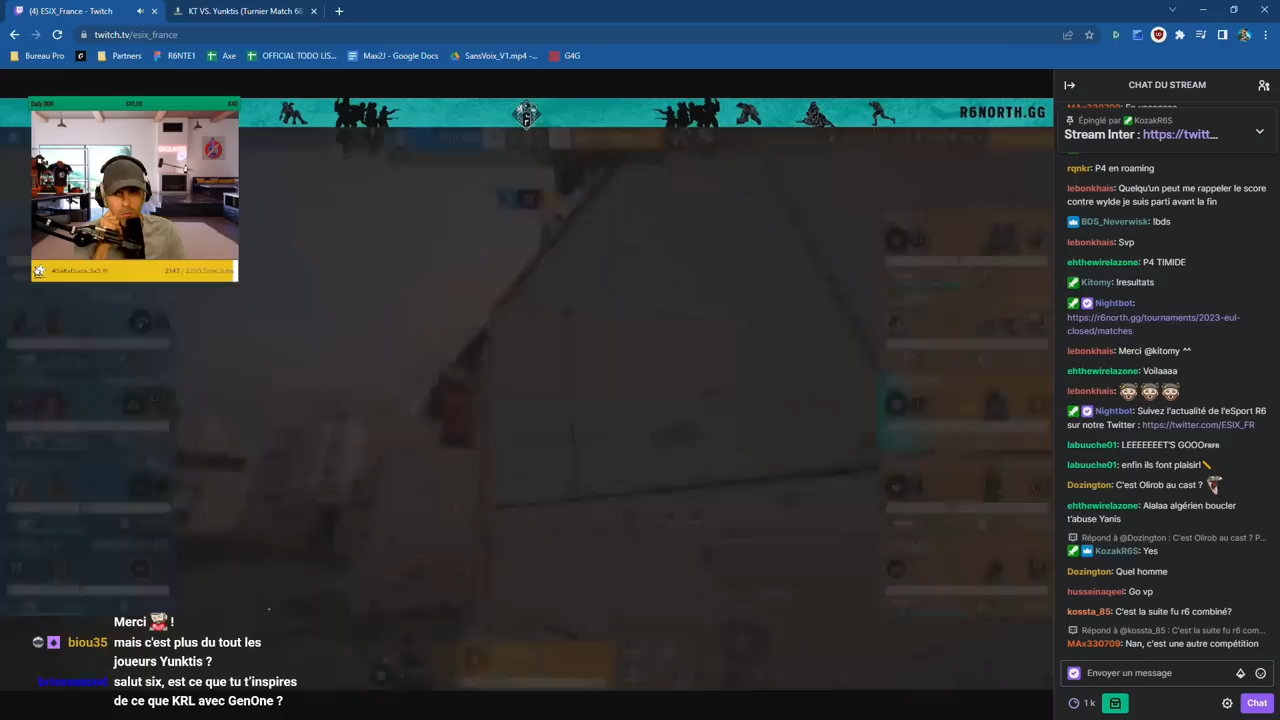 (4) ESIX_France - Twitch
KT VS. Yunktis (Turnier Match 68
twitch.tv/esix_france
Bureau Pro
Partners
R6NTE1
Axe
OFFICIAL TODO LIS...
Max2J - Google Docs
SansVoix_V1.mp4 -...
G4G
Daily DON €45,00 €40
R6NORTH.GG
CHAT DU STREAM
Épinglé par KozakR6S
Stream Inter : https://twitt...
rqnkr: P4 en roaming
lebonkhais: Quelqu'un peut me rappeler le score
contre wylde je suis parti avant la fin
BDS_Neverwisk: !bds
lebonkhais: Svp
ehthewirelazone: P4 TIMIDE
Kitomy: !resultats
Nightbot:
https://r6north.gg/tournaments/2023-eul-
closed/matches
lebonkhais: Merci @kitomy ^^
ehthewirelazone: Voilaaaa
lebonkhais:
Nightbot: Suivez l'actualité de l'eSport R6
sur notre Twitter : https://twitter.com/ESIX_FR
labuuche01: LEEEEEEET'S GOOOFRFR
labuuche01: enfin ils font plaisir!
Dozington: C'est Olirob au cast ?
ehthewirelazone: Alalaa algérien boucler
t'abuse Yanis
Répond à @Dozington : C'est Olirob au cast ? P...
KozakR6S: Yes
Dozington: Quel homme
husseinaqeel: Go vp
kossta_85: C'est la suite fu r6 combiné?
Répond à @kossta_85 : C'est la suite fu r6 com...
MAx330709: Nan, c'est une autre compétition
Envoyer un message
1 k
Chat
Merci !
biou35 mais c'est plus du tout les
joueurs Yunktis ?
salut six, est ce que tu t'inspires
de ce que KRL avec GenOne ?